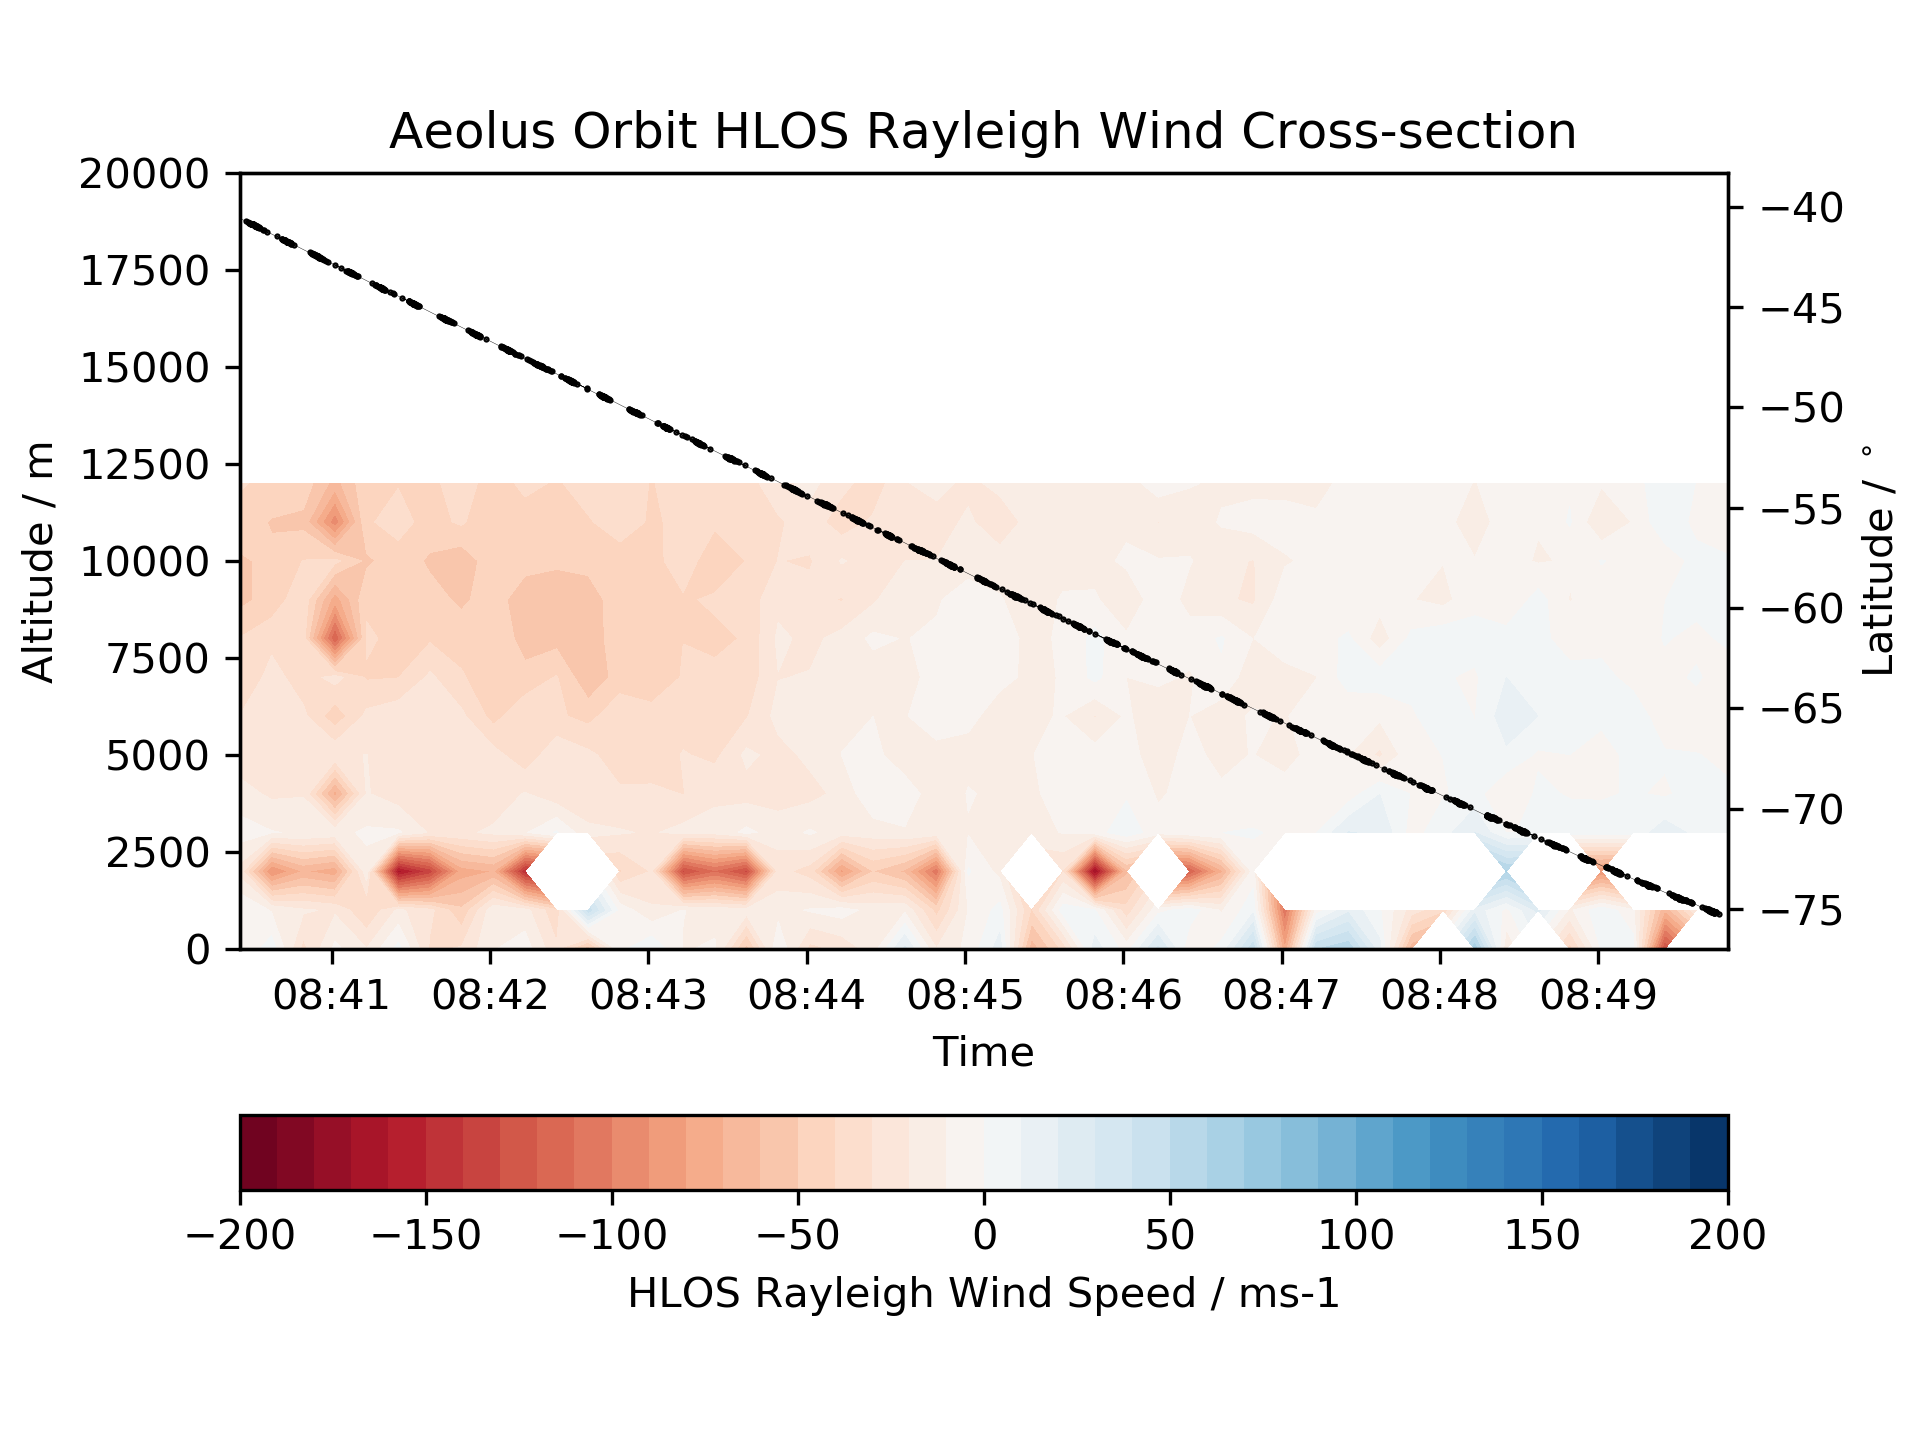 Aeolus Orbit HLOS Rayleigh Wind Cross-section
20000
17500
15000
12500
10000
7500
5000
2500
0
Altitude / m
−40
−45
−50
−55
−60
−65
−70
−75
Latitude / °
08:41 08:42 08:43 08:44 08:45 08:46 08:47 08:48 08:49
Time
−200 −150 −100 −50 0 50 100 150 200
HLOS Rayleigh Wind Speed / ms-1